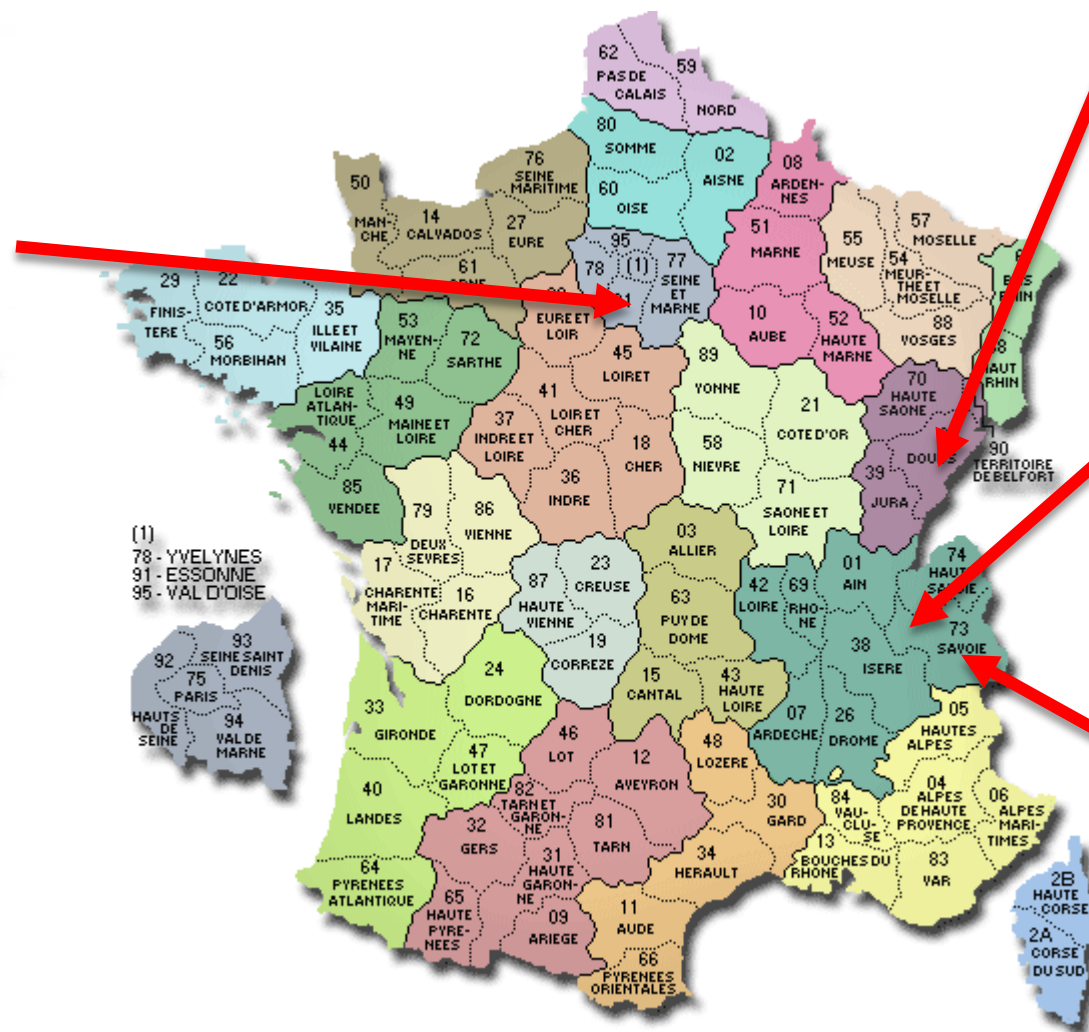 62
PAS DE
CALAIS
59
NORD
80
SOMME
02
AISNE
60
OISE
08
ARDEN-
NES
76
SEINE
MARITIME
50
MAN-
CHE
14
CALVADOS
27
EURE
61
51
MARNE
57
MOSELLE
55
MEUSE
54
MEUR-
THE ET
MOSELLE
95
78
(1)
77
SEINE
ET
MARNE
29
FINIS-
TERE
22
COTE D'ARMOR
35
ILLE ET
VILAINE
56
MORBIHAN
53
MAYEN-
NE
72
SARTHE
EURE ET
LOIR
10
AUBE
52
HAUTE
MARNE
88
VOSGES
HAUT
RHIN
45
LOIRET
89
YONNE
70
HAUTE
SAONE
LOIRE
ATLAN-
TIQUE
44
49
MAINE ET
LOIRE
41
LOIR ET
CHER
37
INDRE ET
LOIRE
18
CHER
58
NIEVRE
21
COTE D'OR
39
JURA
90
TERRITOIRE
DE BELFORT
85
VENDEE
36
INDRE
71
SAONE ET
LOIRE
79
DEUX
SEVRES
86
VIENNE
(1)
78 - YVELYNES
91 - ESSONNE
95 - VAL D'OISE
03
ALLIER
17
CHARENTE
MARI-
TIME
16
CHARENTE
87
HAUTE
VIENNE
23
CREUSE
63
PUY DE
DOME
42
LOIRE
69
RHO-
NE
01
AIN
74
73
SAVOIE
38
ISERE
93
SEINE SAINT
DENIS
92
HAUTS
DE
SEINE
75
PARIS
94
VAL DE
MARNE
24
DORDOGNE
19
CORREZE
15
CANTAL
43
HAUTE
LOIRE
07
ARDECHE
26
DROME
05
HAUTES
ALPES
33
GIRONDE
47
LOT ET
GARONNE
46
LOT
12
AVEYRON
48
LOZERE
40
LANDES
82
TARN ET
GARON-
NE
81
TARN
30
GARD
84
VAU-
CLU-
SE
04
ALPES
DE HAUTE
PROVENCE
06
ALPES
MARI-
TIMES
32
GERS
31
HAUTE
GARON-
NE
34
HERAULT
13
BOUCHES DU
RHONE
83
VAR
64
PYRENEES
ATLANTIQUE
65
HAUTE
PYRE-
NEES
09
ARIEGE
11
AUDE
66
PYRENEES
ORIENTALES
2B
HAUTE
CORSE
2A
CORSE
DU SUD